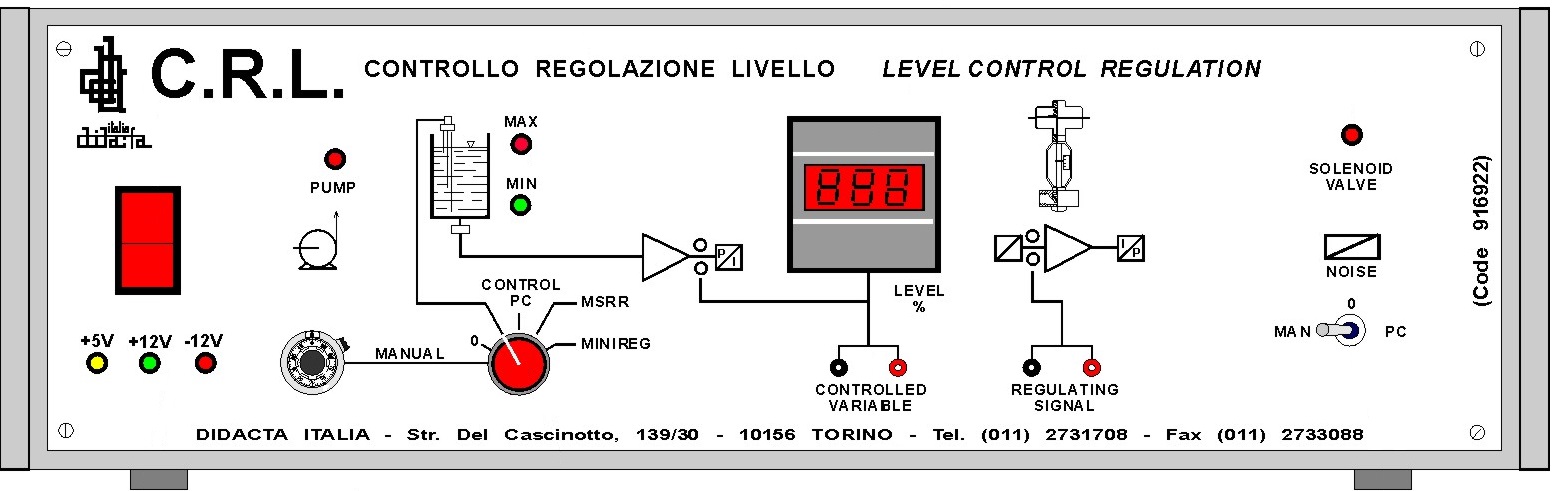 C.R.L. CONTROLLO REGOLAZIONE LIVELLO LEVEL CONTROL REGULATION
italia
didacta
PUMP
MAX
MIN
888
SOLENOID
VALVE
(Code 916922)
P
I
I
P
NOISE
CONTROL
PC
MSRR
MINIREG
0
MANUAL
LEVEL
%
+5V +12V -12V
0
MAN
PC
CONTROLLED
VARIABLE
REGULATING
SIGNAL
DIDACTA ITALIA - Str. Del Cascinotto, 139/30 - 10156 TORINO - Tel. (011) 2731708 - Fax (011) 2733088